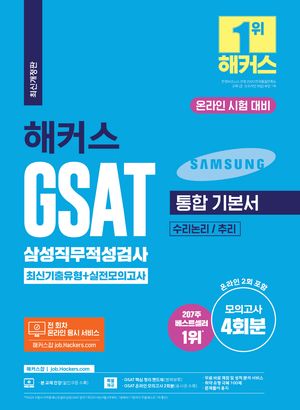 최신개정판
1위
해커스
온라인 시험 대비
해커스
GSAT
SAMSUNG
삼성직무적성검사
최신기출유형+실전모의고사
통합 기본서
수리논리 / 추리
전 회차
온라인 응시 서비스
해커스잡 job.Hackers.com
207주
베스트셀러
1위
온라인 2회 포함
모의고사
4회분
해커스잡 | job.Hackers.com
특별제공